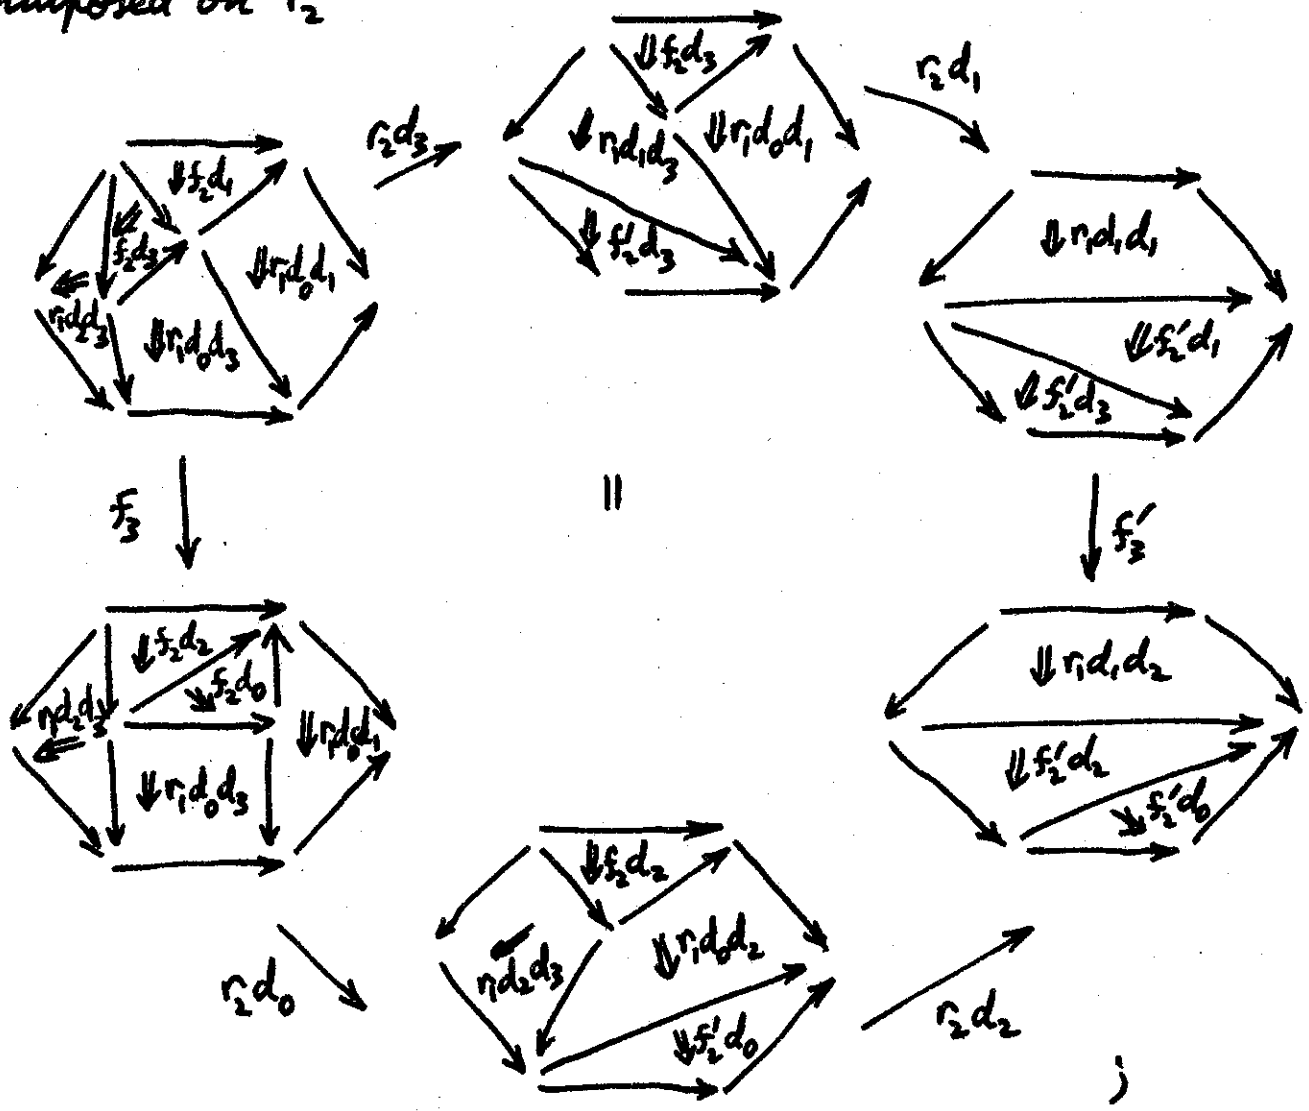 on r₂
⇓f₂d₃
r₂d₁
r₂d₃
⇓r₁d₁d₃ ⇓r₁d₀d₁
⇓f₂d₁
f₂d₃
⇓r₁d₀d₁
⇓f₂′d₃
⇓r₁d₁d₁
r₁d₂d₃
⇓r₁d₀d₃
⇓f₂′d₁
⇓f₂′d₃
f₃
||
f₃′
⇓f₂d₂
f₂d₀
r₁d₂d₃
⇓r₁d₀d₁
⇓r₁d₀d₃
⇓r₁d₁d₂
⇓f₂′d₂
f₂′d₀
⇓f₂d₂
r₁d₂d₃
⇓r₁d₀d₂
⇓f₂′d₀
r₂d₀
r₂d₂
;